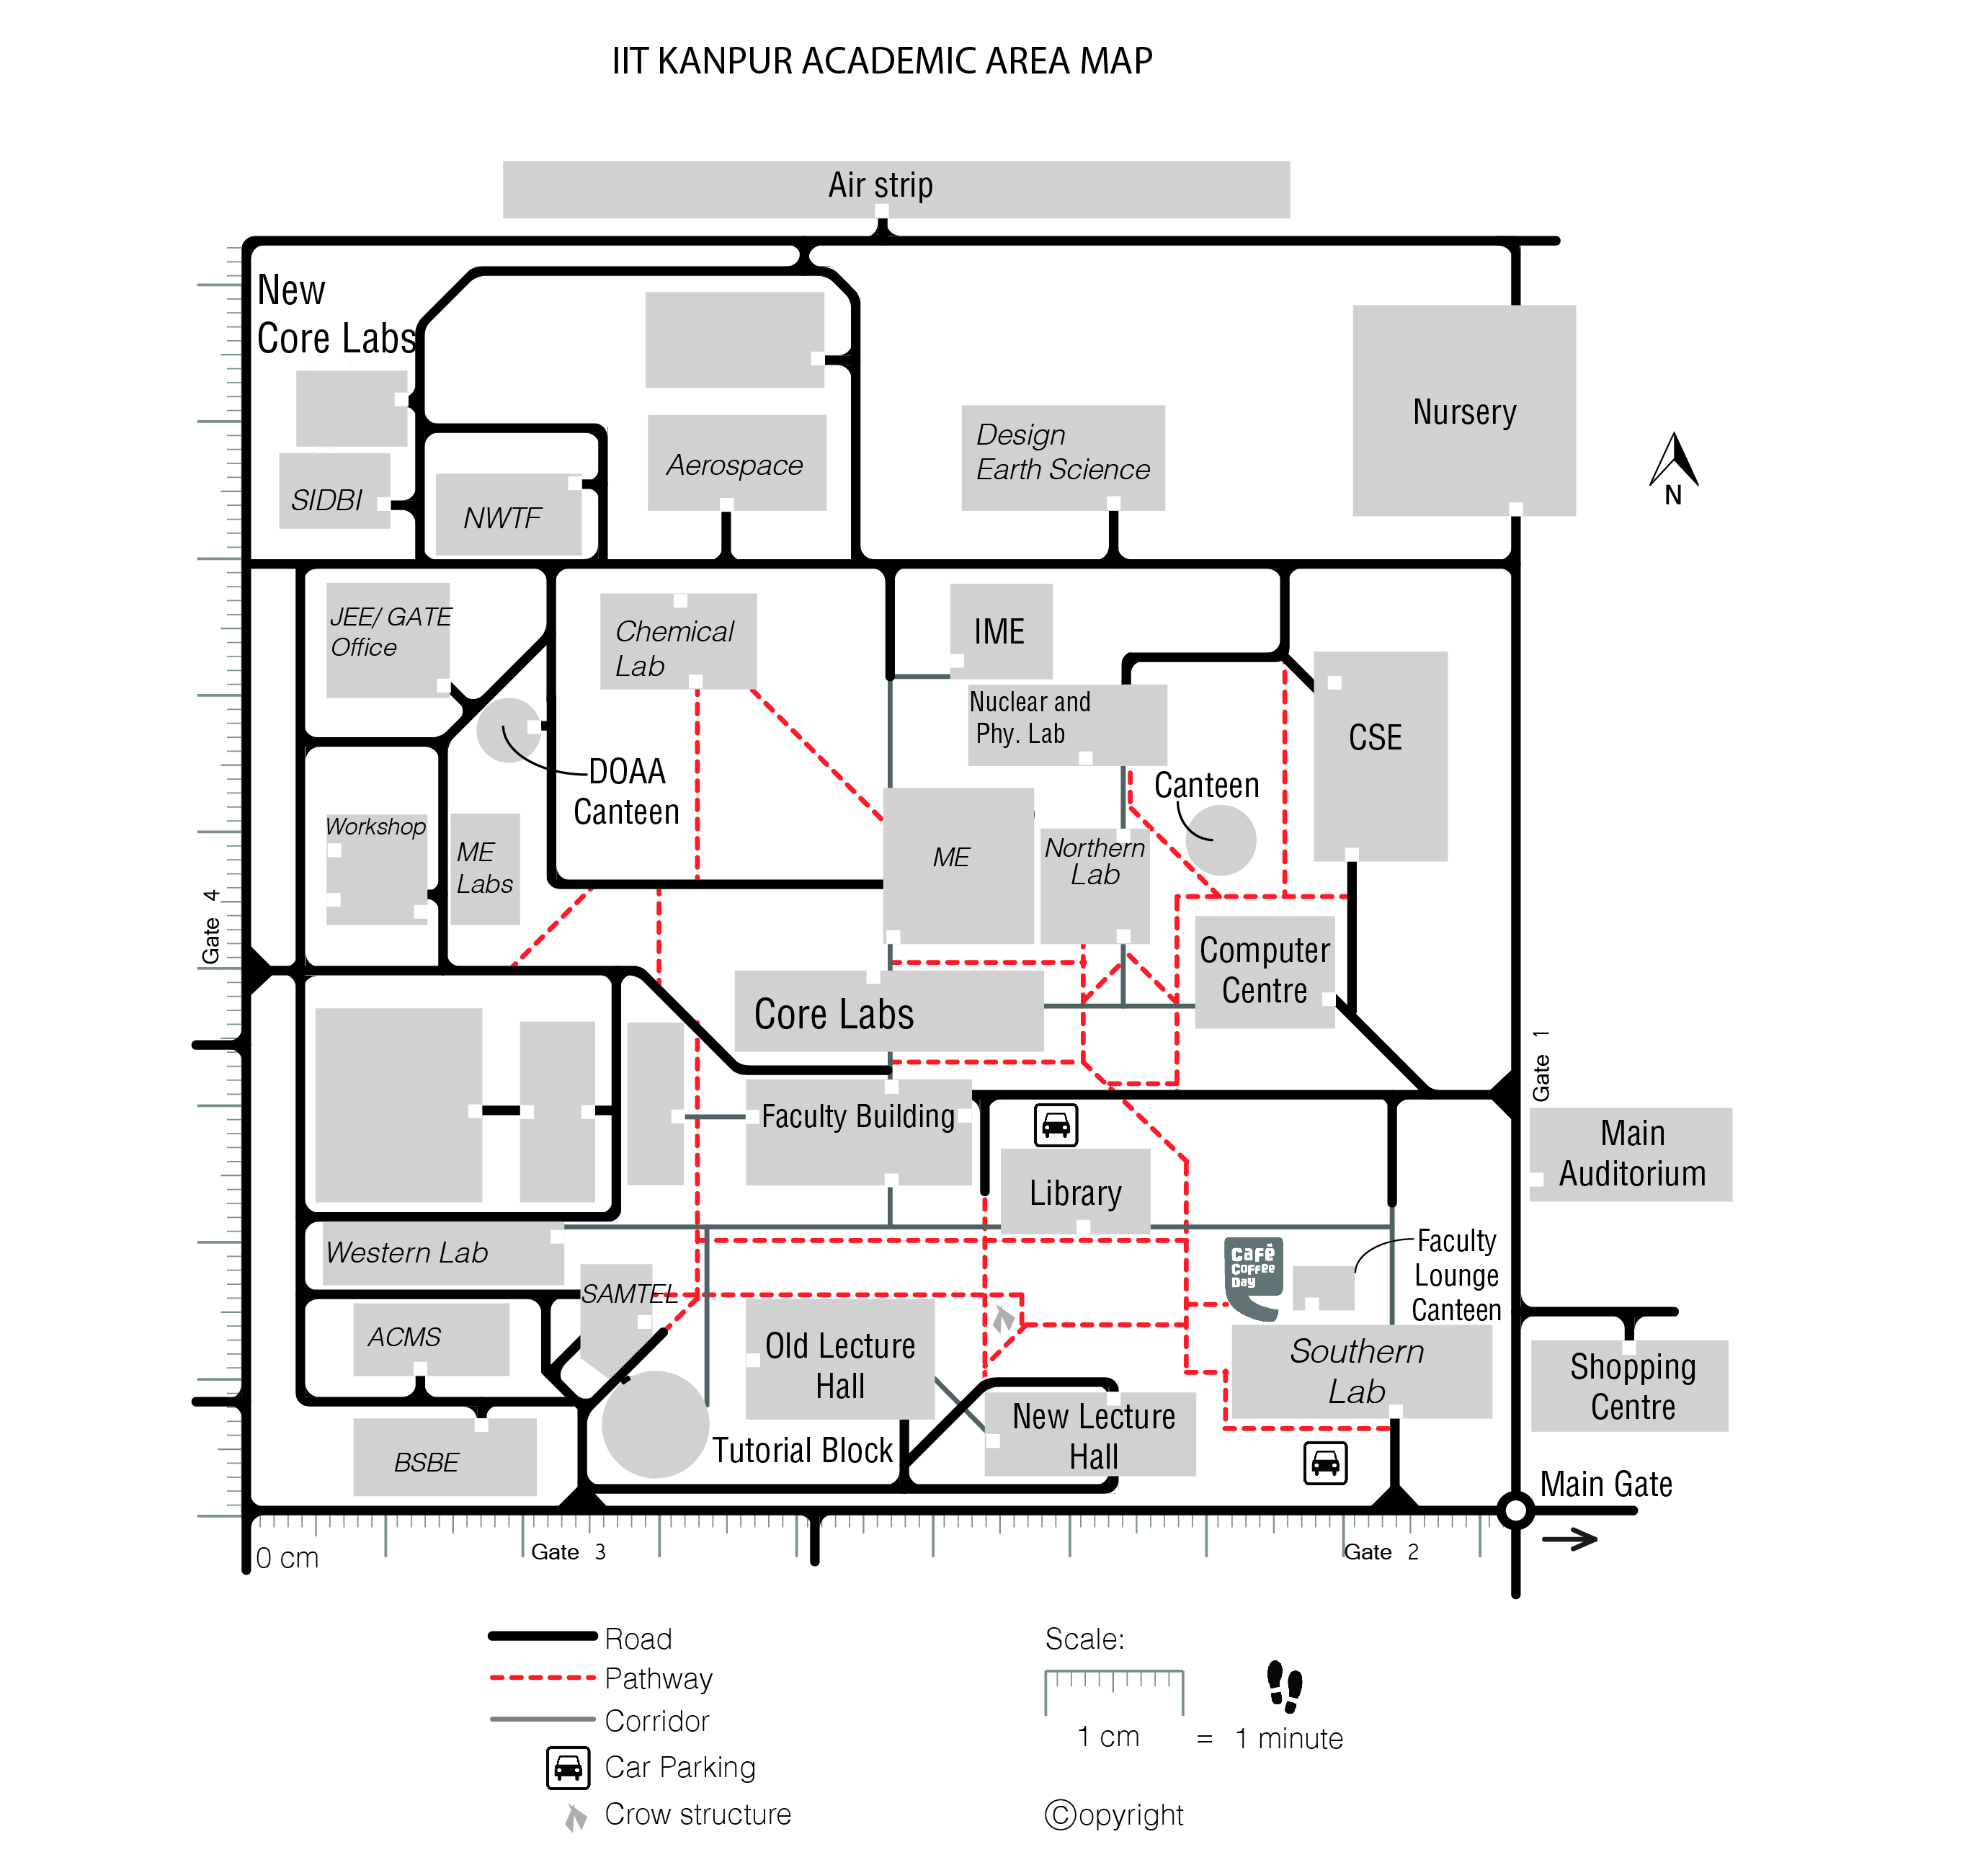 IIT KANPUR ACADEMIC AREA MAP
Air strip
New
Core Labs
Nursery
Design
Earth Science
Aerospace
SIDBI
NWTF
N
JEE/ GATE
Office
Chemical
Lab
IME
Nuclear and
Phy. Lab
CSE
DOAA
Canteen
Canteen
Workshop
ME
Labs
ME
Northern
Lab
Gate 4
Computer
Centre
Core Labs
Gate 1
Faculty Building
Main
Auditorium
Library
Western Lab
Café
Coffee
Day
Faculty
Lounge
Canteen
SAMTEL
ACMS
Old Lecture
Hall
Southern
Lab
Shopping
Centre
New Lecture
Hall
Tutorial Block
BSBE
Main Gate
0 cm
Gate 3
Gate 2
Road
Pathway
Corridor
Car Parking
Crow structure
Scale:
1 cm = 1 minute
©opyright